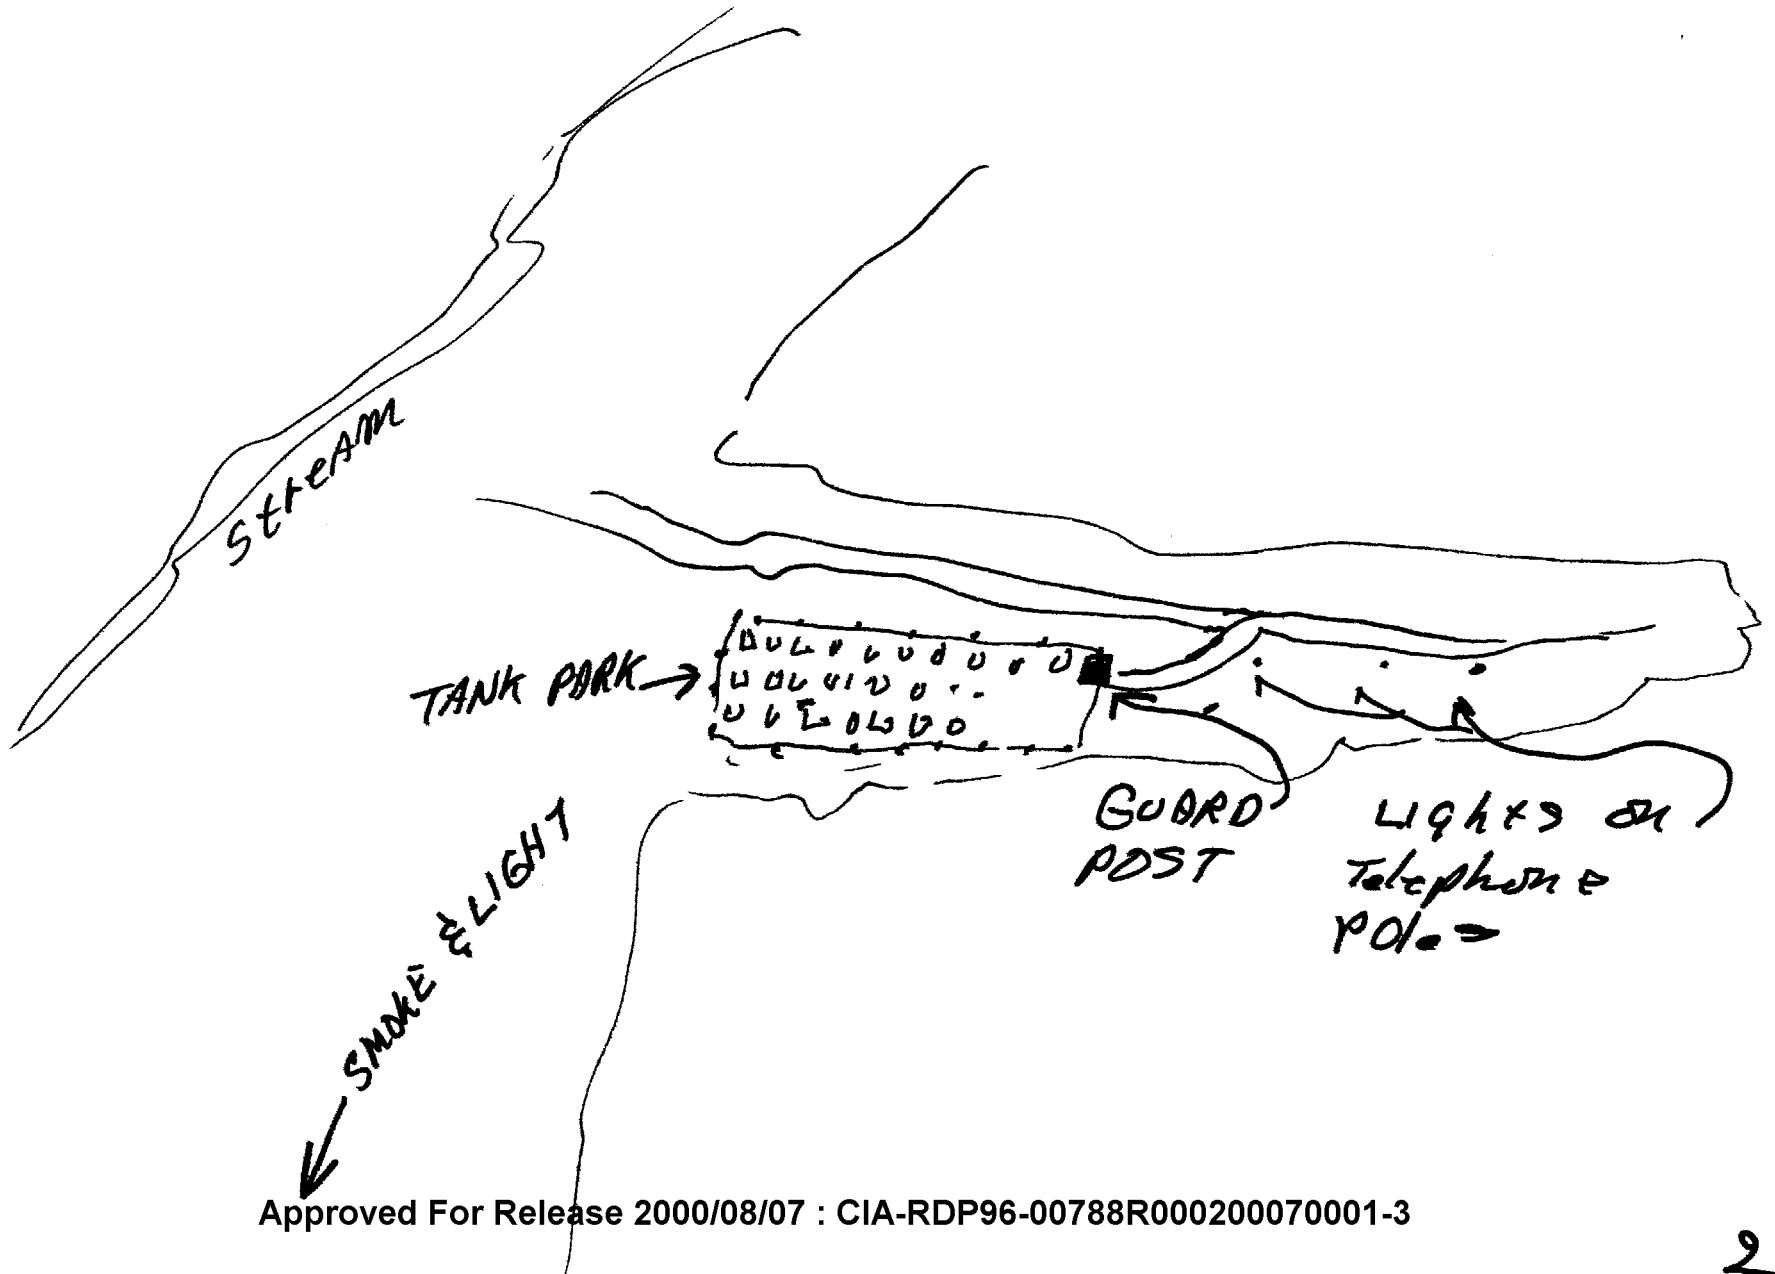 StreAM
TANK PARK
GUARD
POST
Lights on
Telephone
Poles
SMOKE & LIGHT
Approved For Release 2000/08/07 : CIA-RDP96-00788R000200070001-3
2